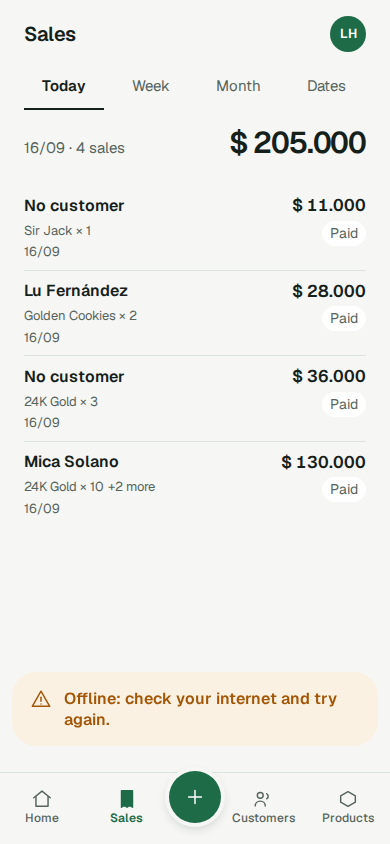 Sales
LH
Today
Week
Month
Dates
16/09 · 4 sales
$ 205.000
No customer
$ 11.000
Sir Jack × 1
Paid
16/09
Lu Fernández
$ 28.000
Golden Cookies × 2
Paid
16/09
No customer
$ 36.000
24K Gold × 3
Paid
16/09
Mica Solano
$ 130.000
24K Gold × 10 +2 more
Paid
16/09
Offline: check your internet and try
again.
Home
Sales
Customers
Products